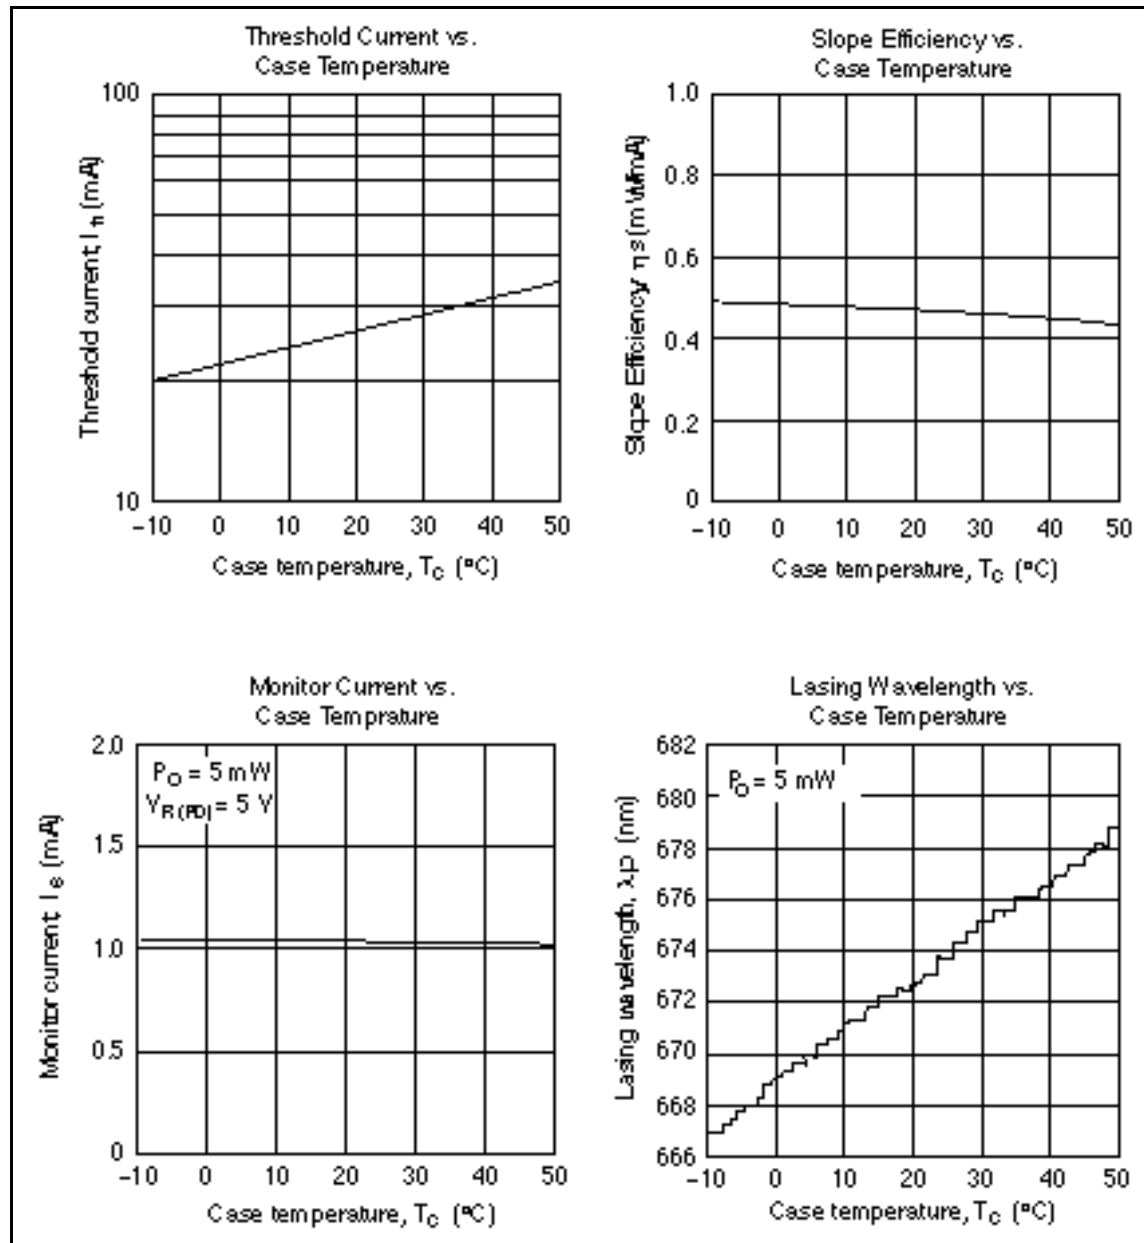 Threshold Current vs.
Case Temperature
100
10
−10 0 10 20 30 40 50
Threshold current, I th (mA)
Case temperature, TC (°C)
Slope Efficiency vs.
Case Temperature
1.0
0.8
0.6
0.4
0.2
0
−10 0 10 20 30 40 50
Slope Efficiency ηs (mW/mA)
Case temperature, TC (°C)
Monitor Current vs.
Case Temprature
2.0
1.5
1.0
0.5
0
PO = 5 mW
VR (PD) = 5 V
−10 0 10 20 30 40 50
Monitor current I s (mA)
Case temperature, TC (°C)
Lasing Wavelength vs.
Case Temperature
682
680
678
676
674
672
670
668
666
PO = 5 mW
−10 0 10 20 30 40 50
Lasing wavelength, λp (nm)
Case temperature, TC (°C)